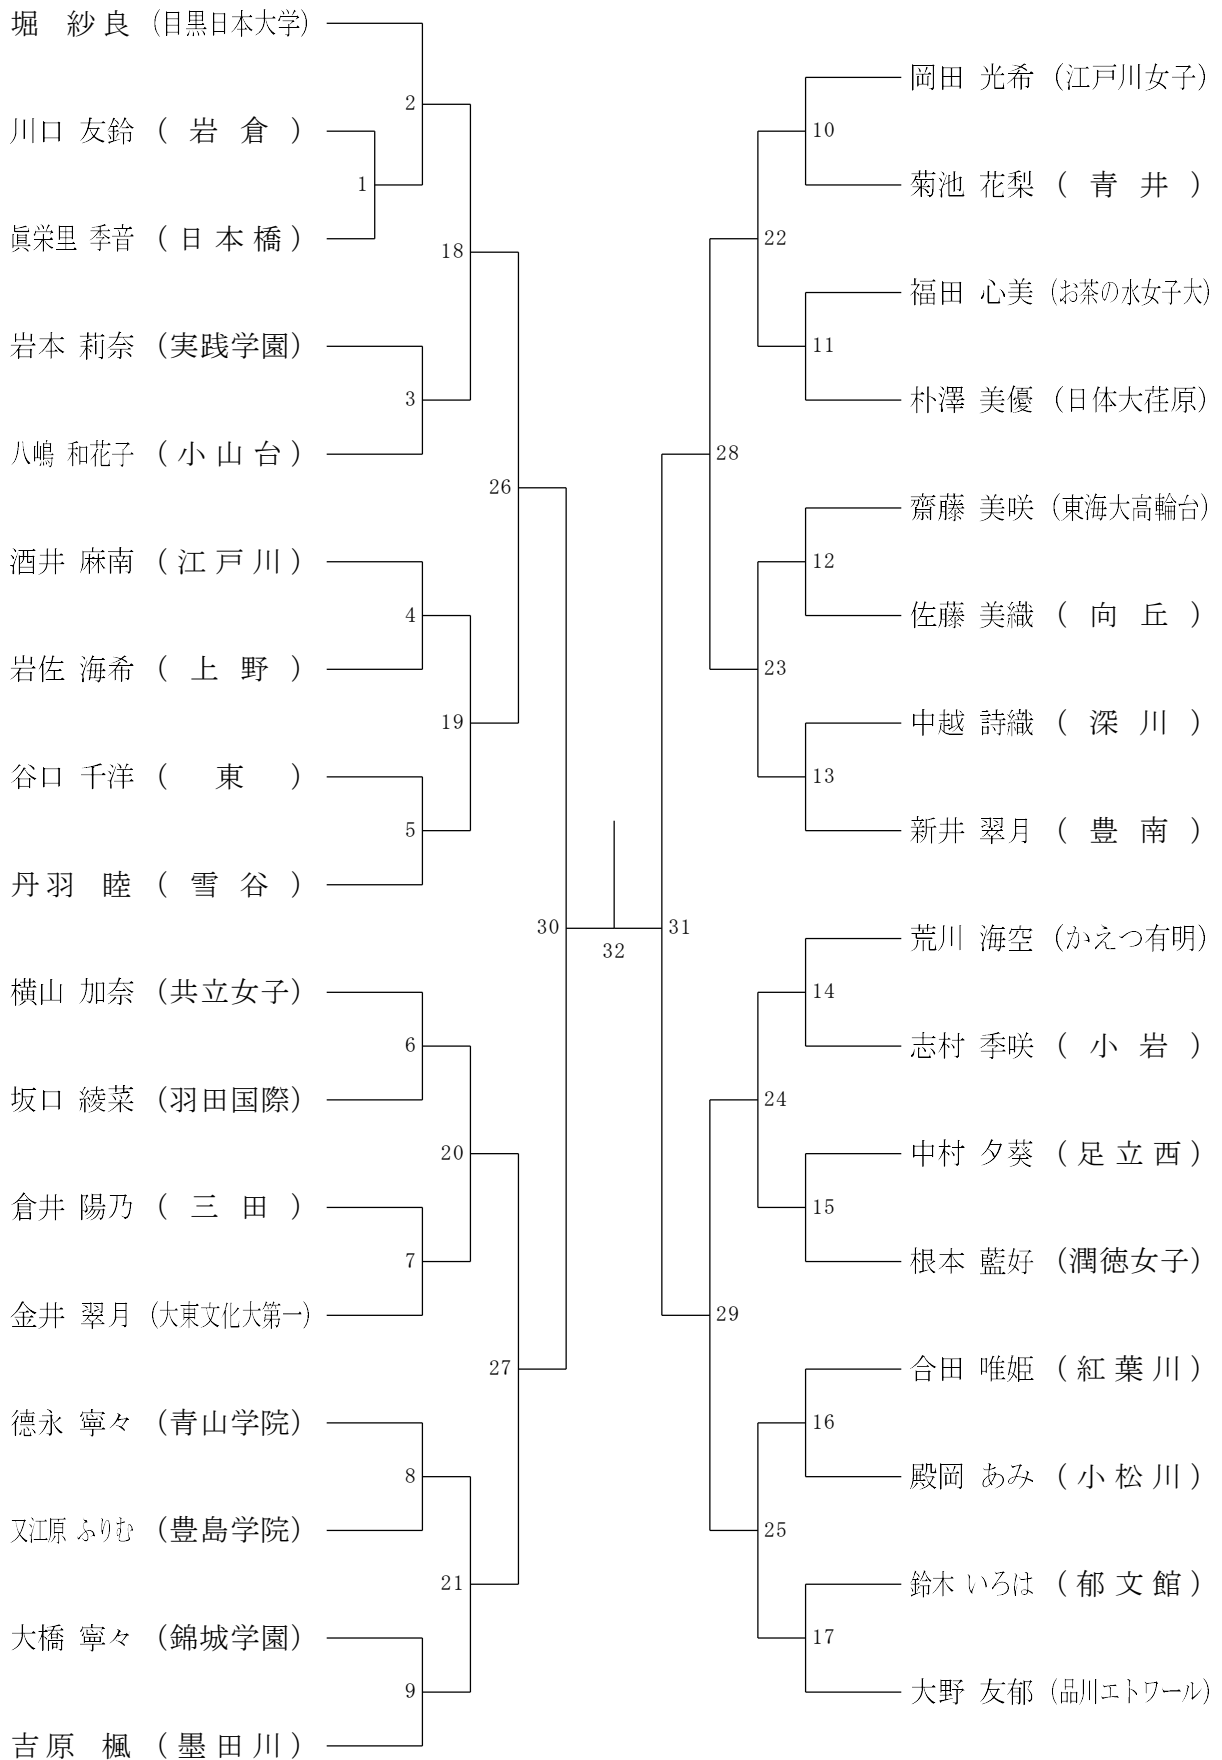 堀 紗良 (目黒日本大学)
川口 友鈴 (岩倉)
眞栄里 季音 (日本橋)
岩本 莉奈 (実践学園)
八嶋 和花子 (小山台)
酒井 麻南 (江戸川)
岩佐 海希 (上野)
谷口 千洋 (東)
丹羽 睦 (雪谷)
横山 加奈 (共立女子)
坂口 綾菜 (羽田国際)
倉井 陽乃 (三田)
金井 翠月 (大東文化大第一)
德永 寧々 (青山学院)
又江原 ふりむ (豊島学院)
大橋 寧々 (錦城学園)
吉原 楓 (墨田川)
1
2
3
4
5
6
7
8
9
18
19
20
21
26
27
30
32
31
28
29
22
23
24
25
10
11
12
13
14
15
16
17
岡田 光希 (江戸川女子)
菊池 花梨 (青井)
福田 心美 (お茶の水女子大)
朴澤 美優 (日体大荏原)
齋藤 美咲 (東海大高輪台)
佐藤 美織 (向丘)
中越 詩織 (深川)
新井 翠月 (豊南)
荒川 海空 (かえつ有明)
志村 季咲 (小岩)
中村 夕葵 (足立西)
根本 藍好 (潤徳女子)
合田 唯姫 (紅葉川)
殿岡 あみ (小松川)
鈴木 いろは (郁文館)
大野 友郁 (品川エトワール)